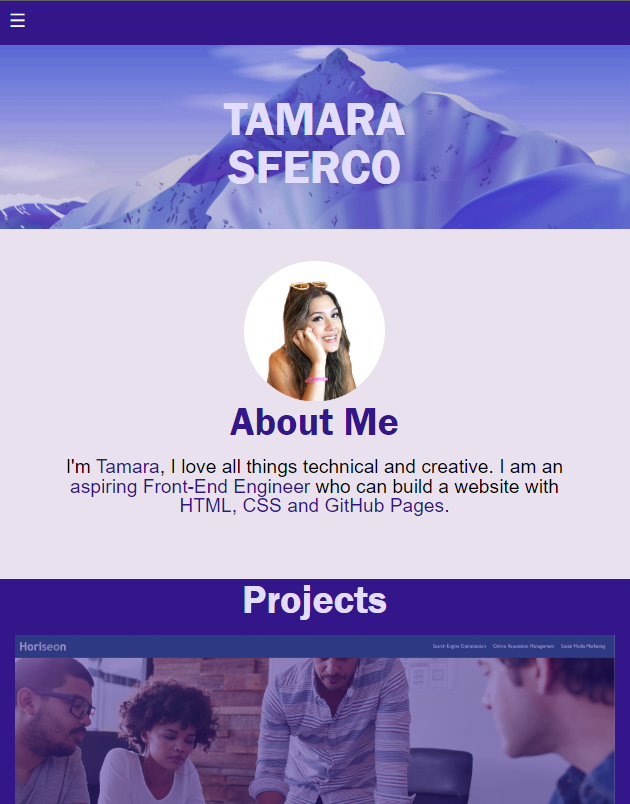 TAMARA
SFERCO
About Me
I'm Tamara, I love all things technical and creative. I am an
aspiring Front-End Engineer who can build a website with
HTML, CSS and GitHub Pages.
Projects
Horiseon
Search Engine Optimization Online Reputation Management Social Media Marketing